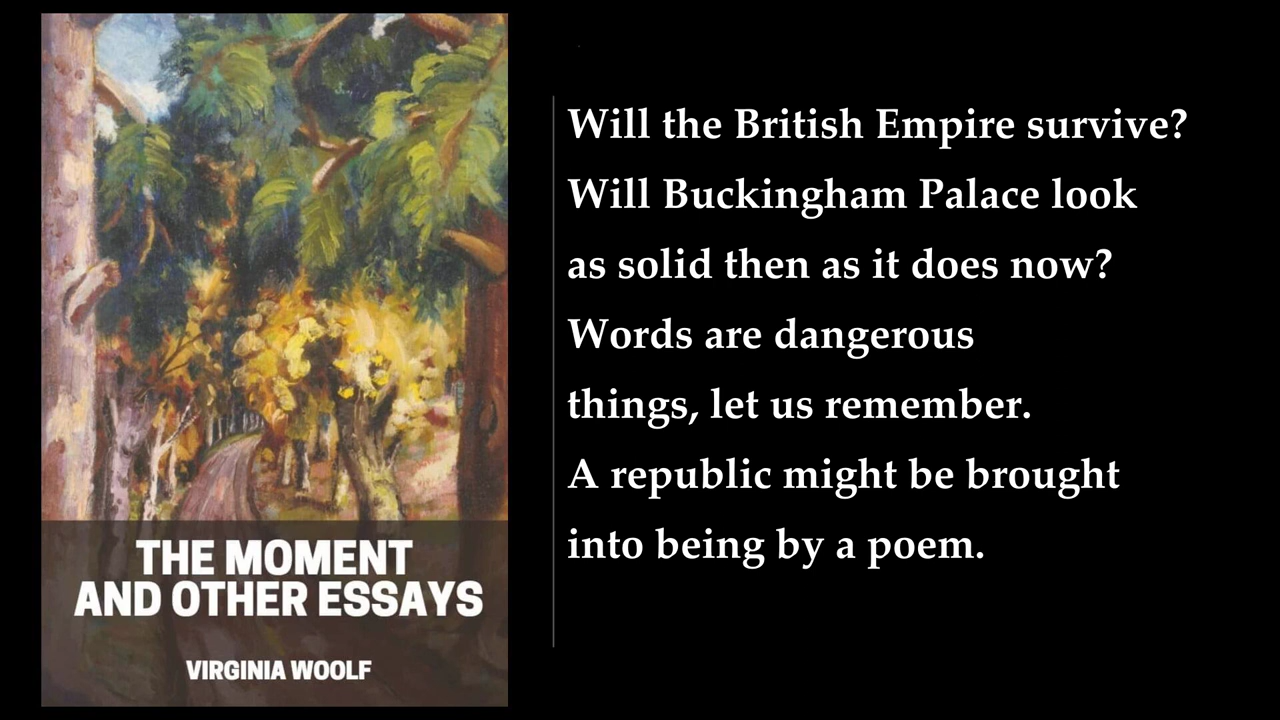 THE MOMENT
AND OTHER ESSAYS
VIRGINIA WOOLF
Will the British Empire survive?
Will Buckingham Palace look
as solid then as it does now?
Words are dangerous
things, let us remember.
A republic might be brought
into being by a poem.